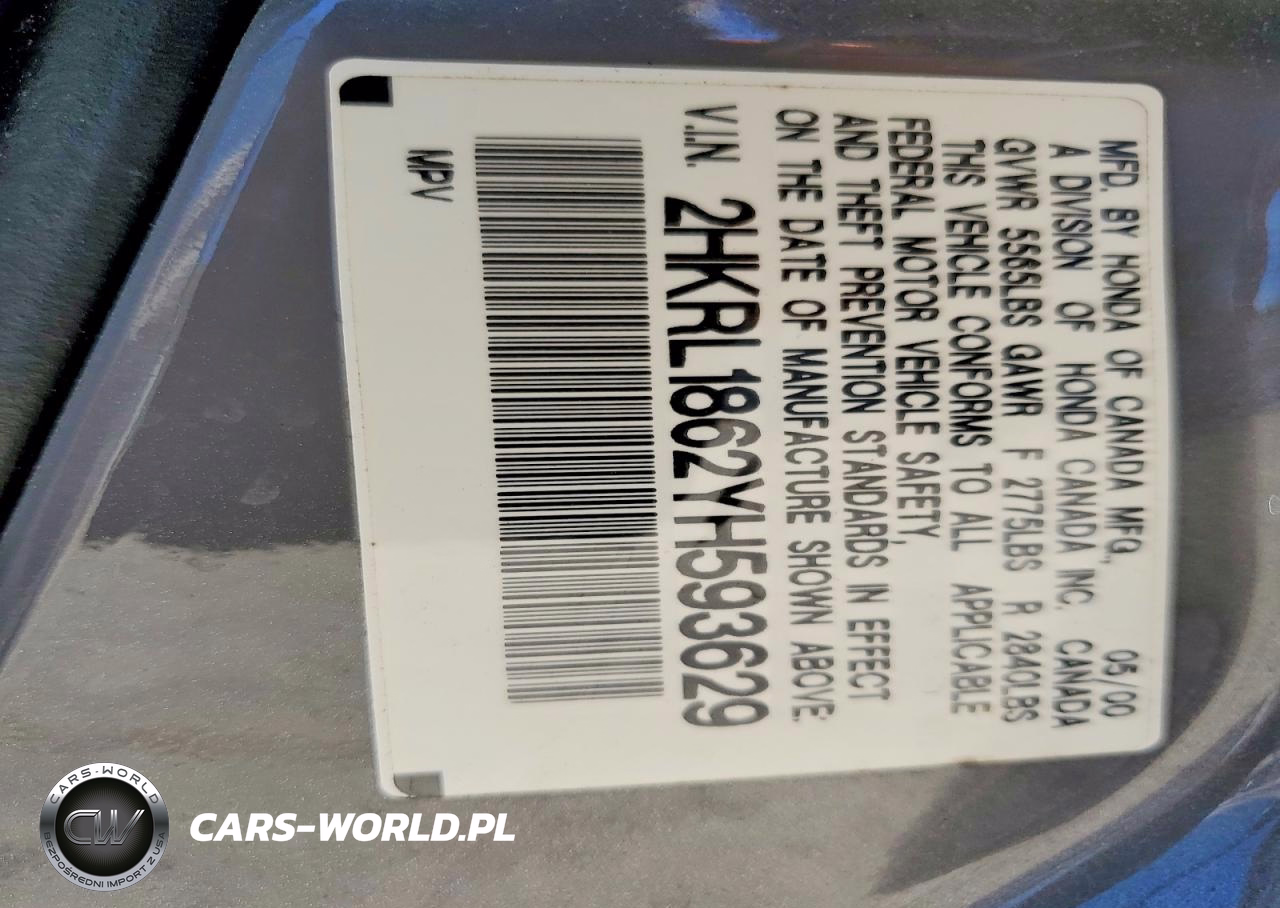 MFD. BY HONDA OF CANADA MFG., 05/00
A DIVISION OF HONDA CANADA INC. CANADA
GVWR 5565LBS GAWR F 2775LBS R 2840LBS
THIS VEHICLE CONFORMS TO ALL APPLICABLE
FEDERAL MOTOR VEHICLE SAFETY,
AND THEFT PREVENTION STANDARDS IN EFFECT
ON THE DATE OF MANUFACTURE SHOWN ABOVE.
V.I.N. 2HKRL1862YH593629
MPV
CARS-WORLD
CW
BEZPOŚREDNI IMPORT Z USA
CARS-WORLD.PL